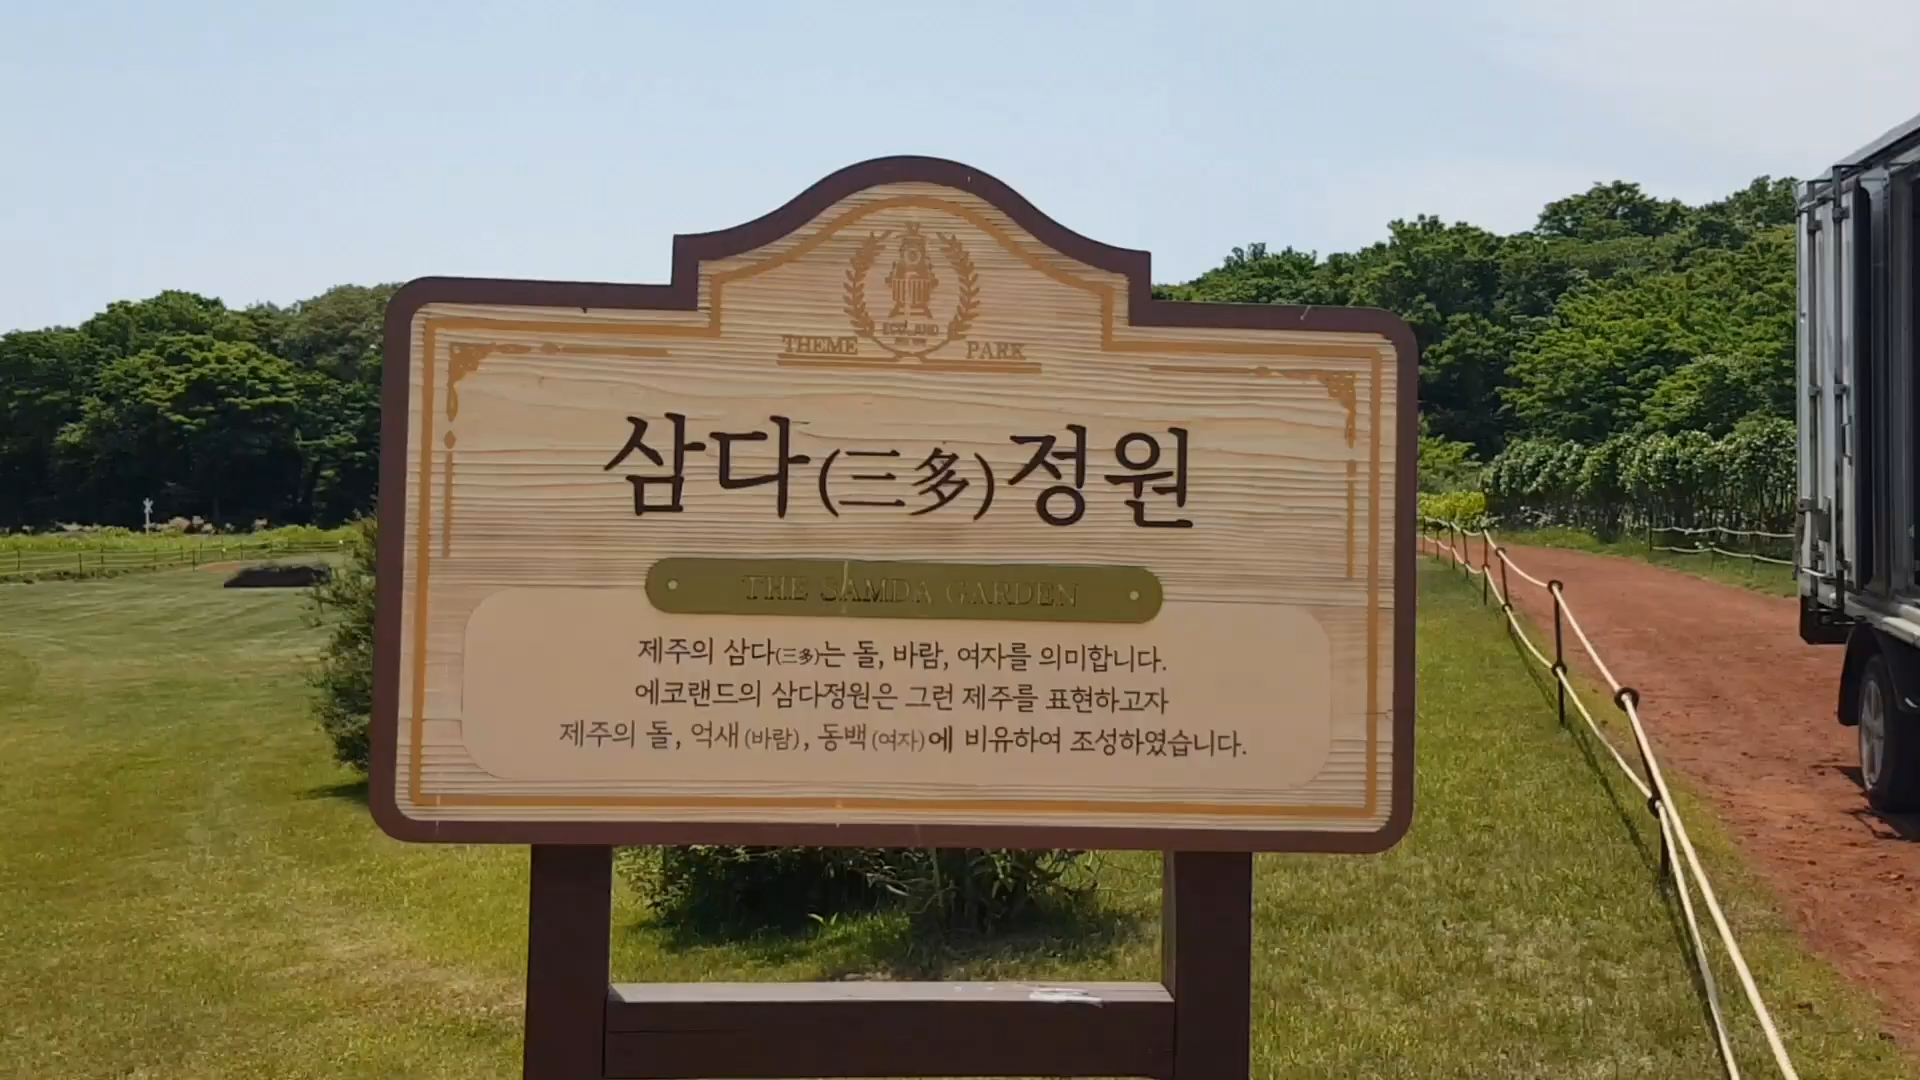 ECOLAND
THEME PARK
삼다(三多)정원
THE SAMDA GARDEN
제주의 삼다(三多)는 돌, 바람, 여자를 의미합니다.
에코랜드의 삼다정원은 그런 제주를 표현하고자
제주의 돌, 억새(바람), 동백(여자)에 비유하여 조성하였습니다.